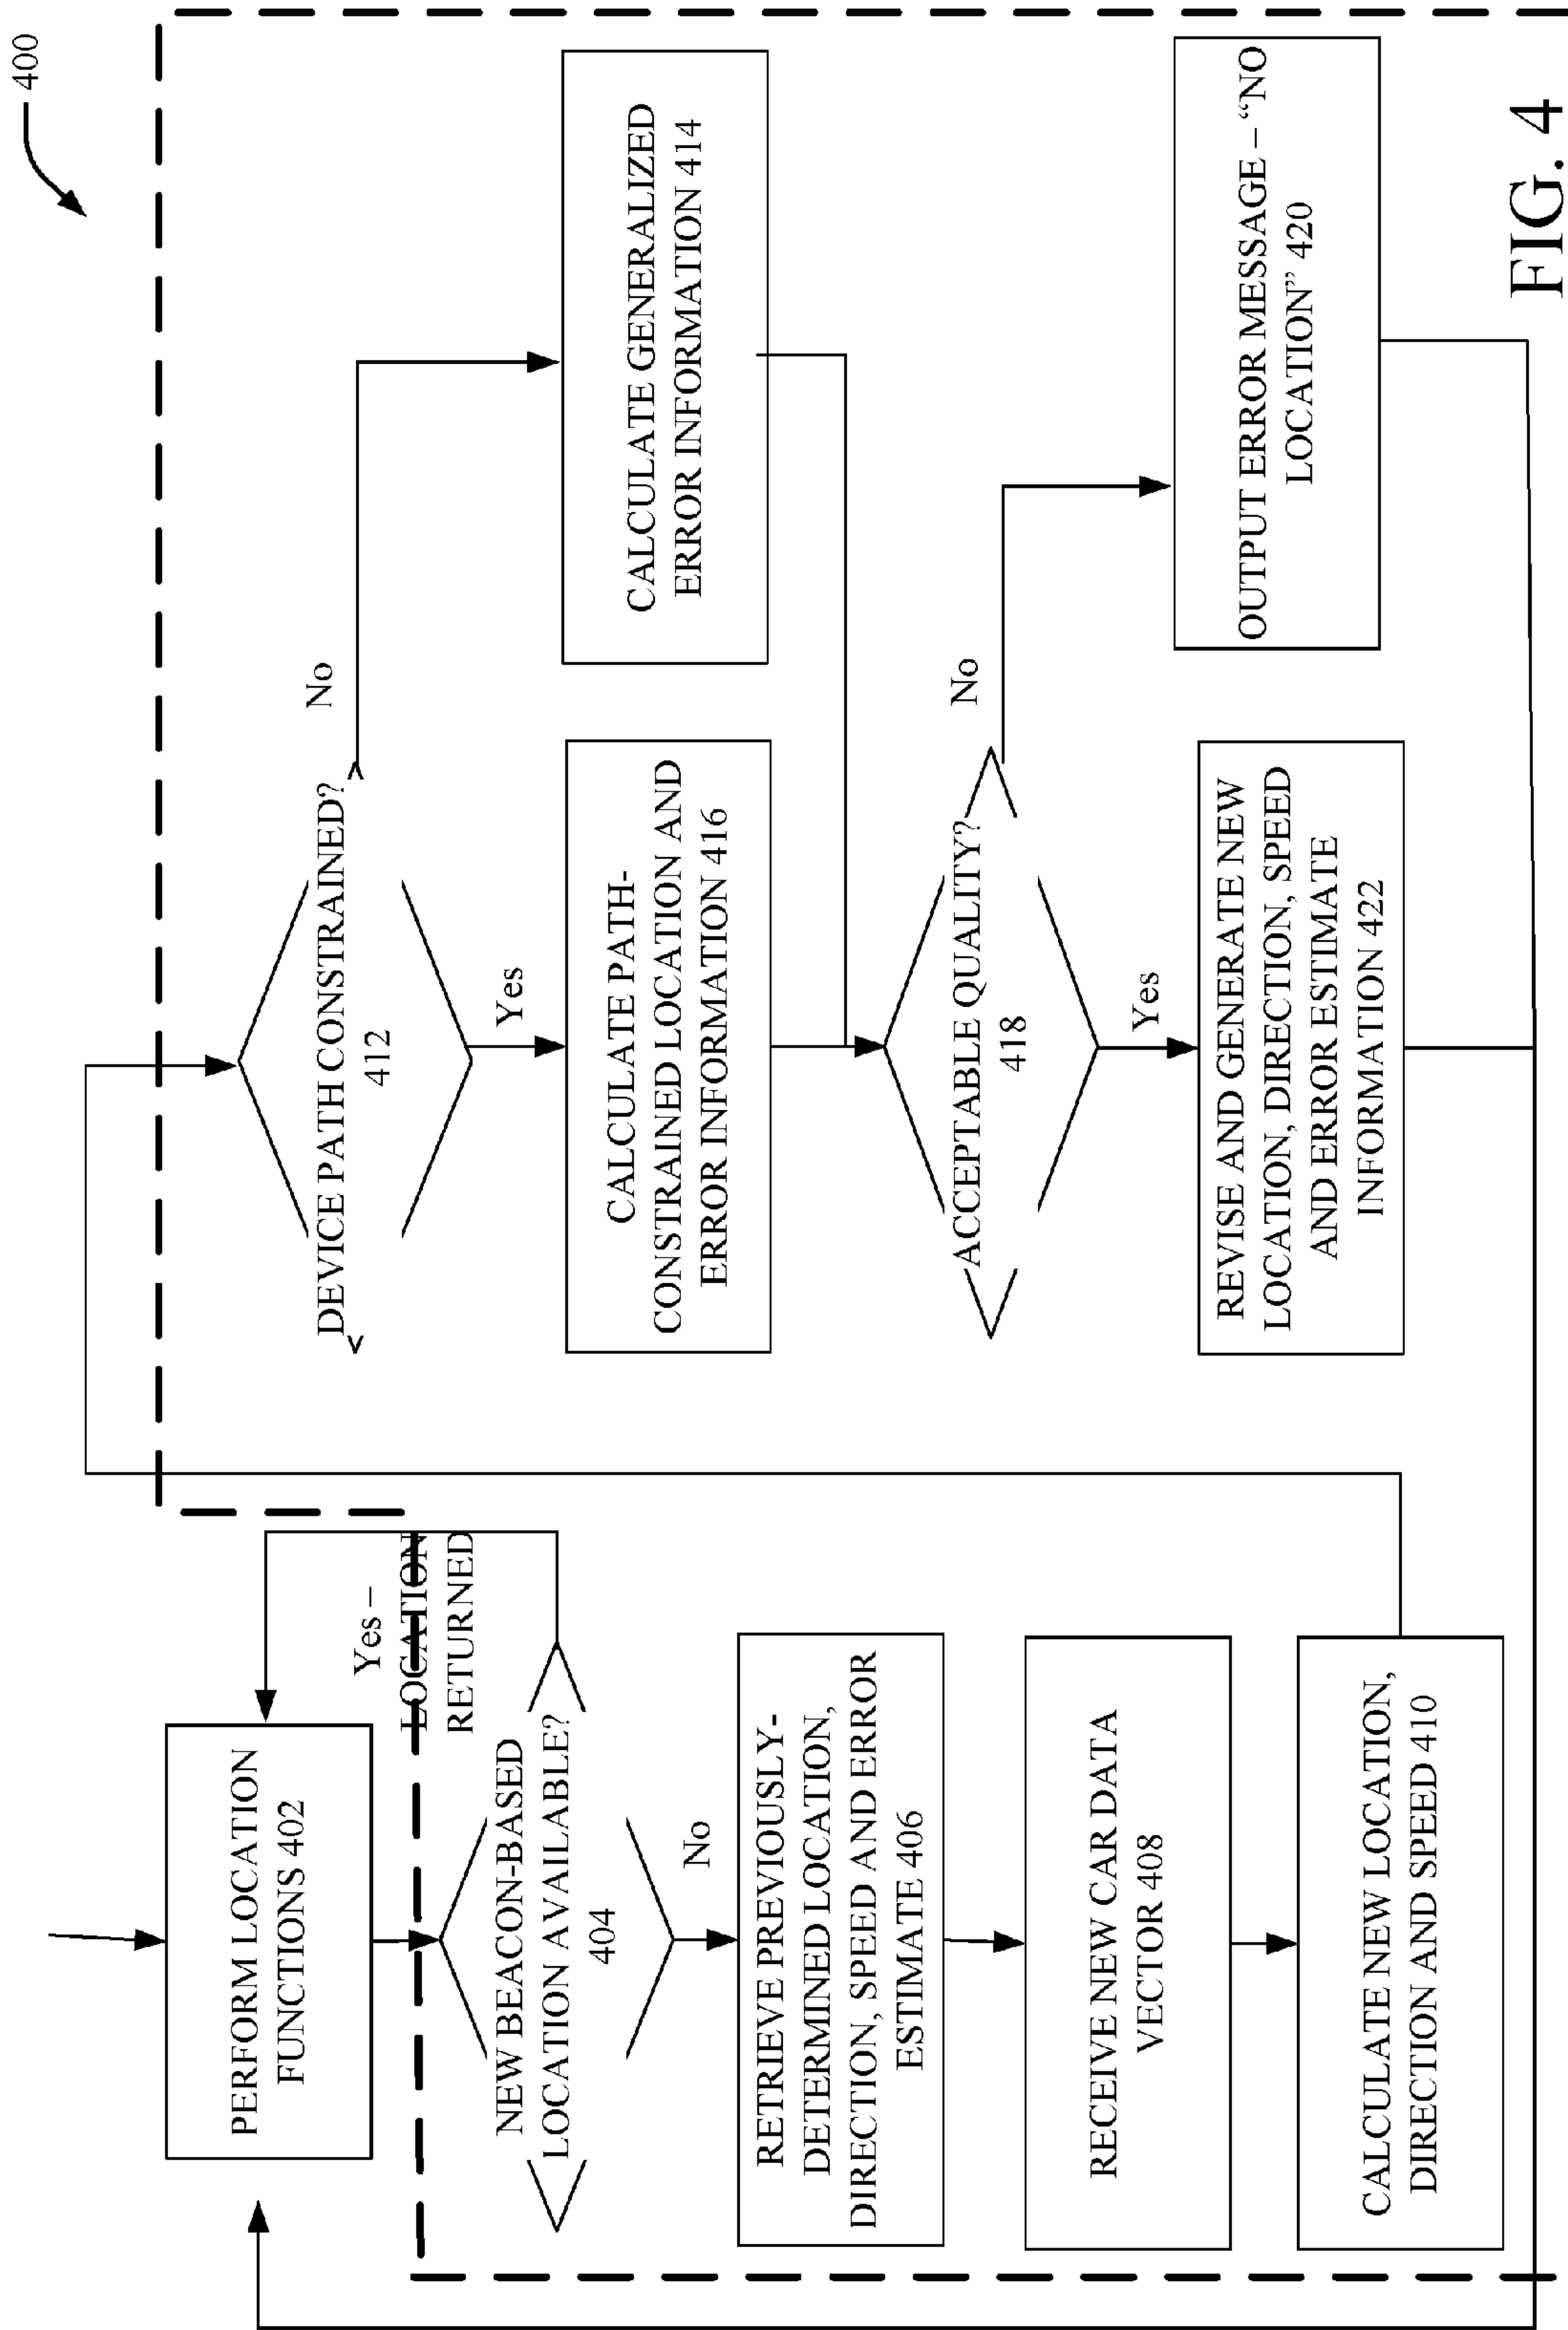 400
PERFORM LOCATION
FUNCTIONS 402
Yes –
LOCATION
RETURNED
NEW BEACON-BASED
LOCATION AVAILABLE?
404
No
RETRIEVE PREVIOUSLY-
DETERMINED LOCATION,
DIRECTION, SPEED AND ERROR
ESTIMATE 406
RECEIVE NEW CAR DATA
VECTOR 408
CALCULATE NEW LOCATION,
DIRECTION AND SPEED 410
DEVICE PATH CONSTRAINED?
412
No
Yes
CALCULATE GENERALIZED
ERROR INFORMATION 414
CALCULATE PATH-
CONSTRAINED LOCATION AND
ERROR INFORMATION 416
ACCEPTABLE QUALITY?
418
No
Yes
OUTPUT ERROR MESSAGE – “NO
LOCATION” 420
REVISE AND GENERATE NEW
LOCATION, DIRECTION, SPEED
AND ERROR ESTIMATE
INFORMATION 422
FIG. 4